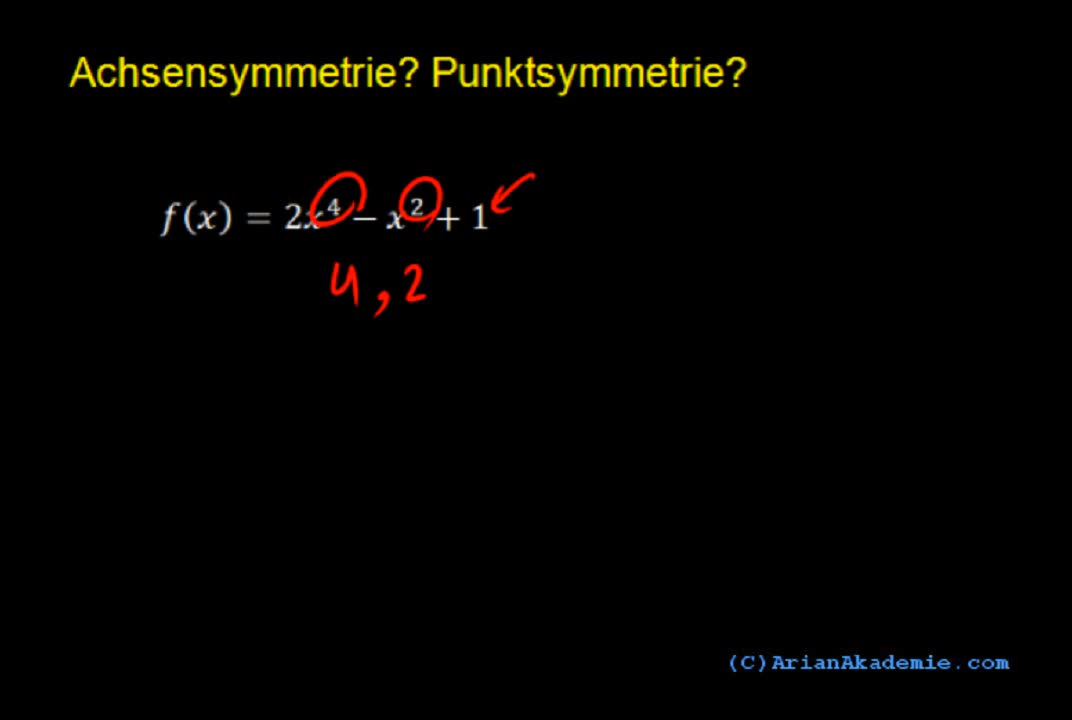 Achsensymmetrie? Punktsymmetrie?
f(x) = 2x⁴ − x² + 1
4 , 2
(C)ArianAkademie.com